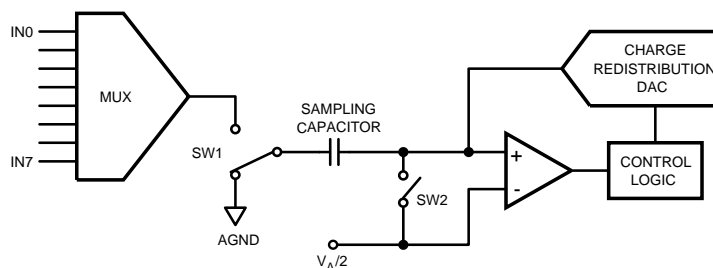 IN0
MUX
IN7
SW1
AGND
SAMPLING
CAPACITOR
SW2
VA/2
+
-
CHARGE
REDISTRIBUTION
DAC
CONTROL
LOGIC